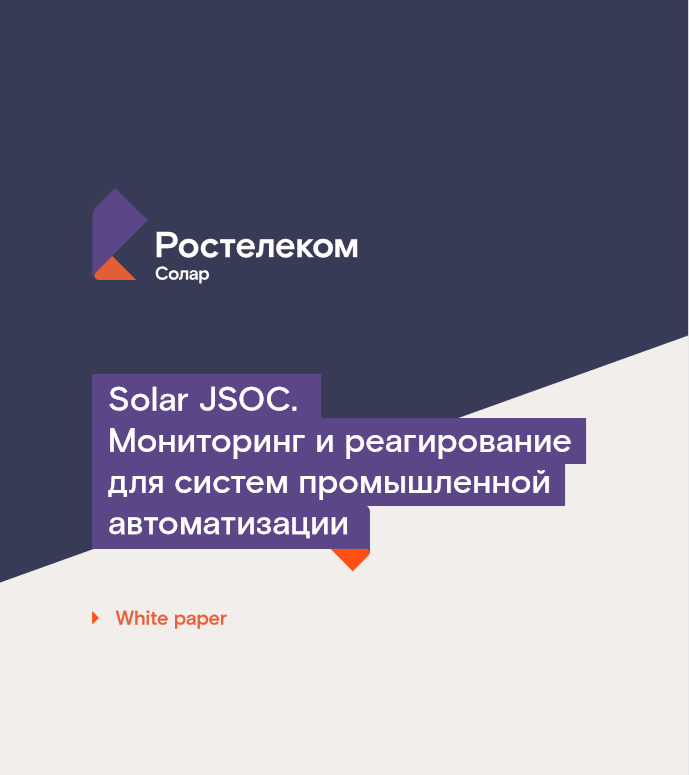 Ростелеком
Солар
Solar JSOC.
Мониторинг и реагирование
для систем промышленной
автоматизации
White paper